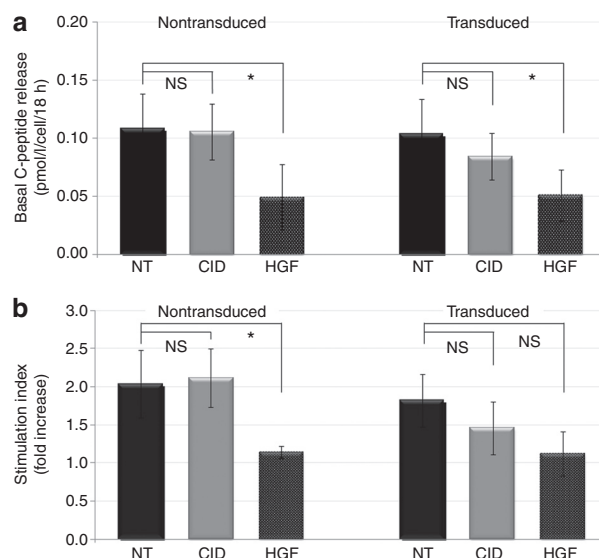 a
Nontransduced
Transduced
Basal C-peptide release
(pmol/l/cell/18 h)
0.20
0.15
0.10
0.05
0.00
NS
*
NS
*
NT
CID
HGF
NT
CID
HGF
b
Nontransduced
Transduced
Stimulation index
(fold increase)
3.0
2.5
2.0
1.5
1.0
0.5
0.0
NS
*
NS
NS
NT
CID
HGF
NT
CID
HGF